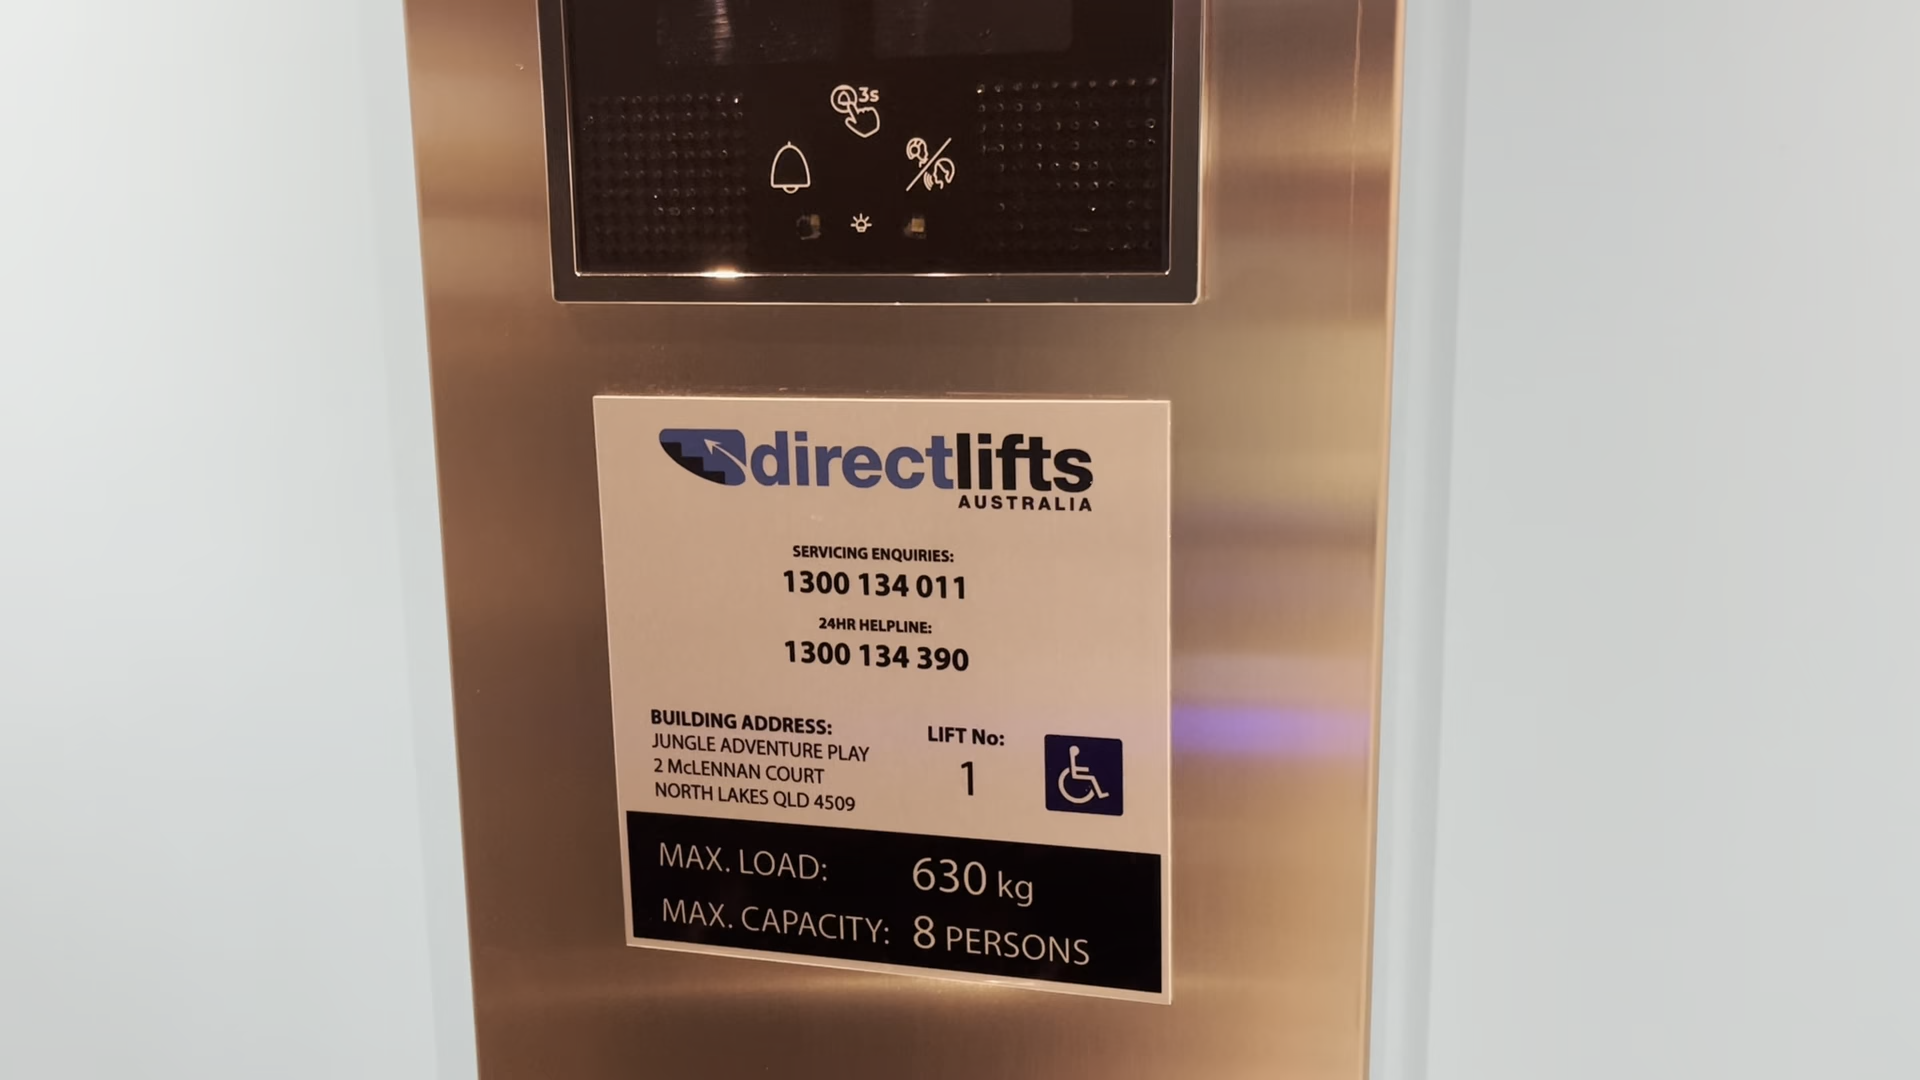 3s
directlifts
AUSTRALIA
SERVICING ENQUIRIES:
1300 134 011
24HR HELPLINE:
1300 134 390
BUILDING ADDRESS:
JUNGLE ADVENTURE PLAY
2 McLENNAN COURT
NORTH LAKES QLD 4509
LIFT No:
1
MAX. LOAD: 630 kg
MAX. CAPACITY: 8 PERSONS